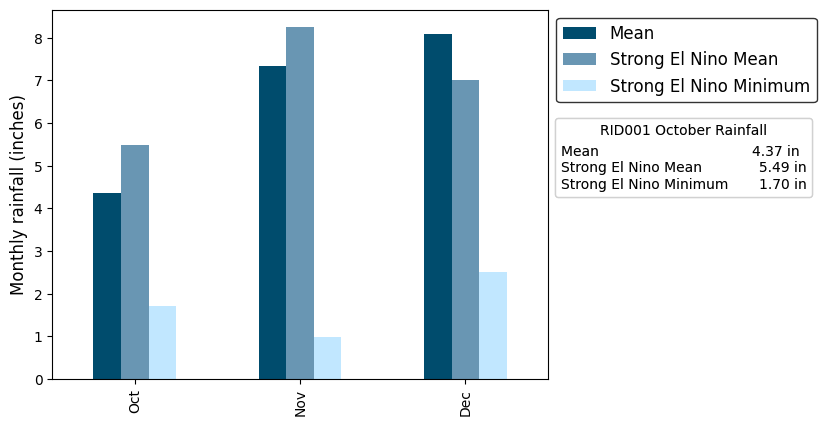 Monthly rainfall (inches)
8
7
6
5
4
3
2
1
0
Oct
Nov
Dec
Mean
Strong El Nino Mean
Strong El Nino Minimum
RID001 October Rainfall
Mean 4.37 in
Strong El Nino Mean 5.49 in
Strong El Nino Minimum 1.70 in